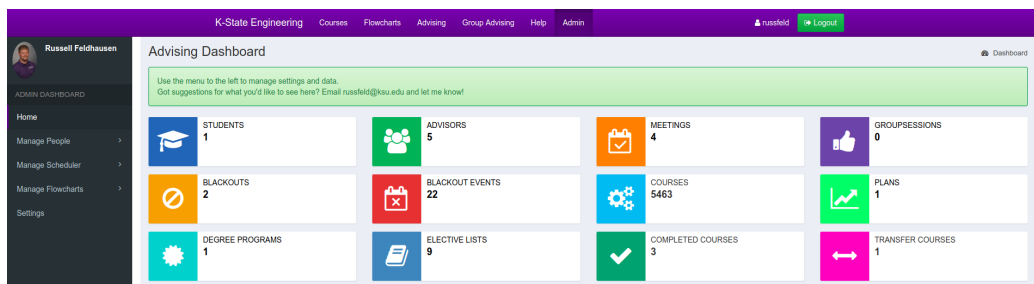 K-State Engineering Courses Flowcharts Advising Group Advising Help Admin russfeld Logout
Russell Feldhausen
ADMIN DASHBOARD
Home
Manage People
Manage Scheduler
Manage Flowcharts
Settings
Advising Dashboard
Dashboard
Use the menu to the left to manage settings and data.
Got suggestions for what you'd like to see here? Email russfeld@ksu.edu and let me know!
STUDENTS
1
ADVISORS
5
MEETINGS
4
GROUPSESSIONS
0
BLACKOUTS
2
BLACKOUT EVENTS
22
COURSES
5463
PLANS
1
DEGREE PROGRAMS
1
ELECTIVE LISTS
9
COMPLETED COURSES
3
TRANSFER COURSES
1